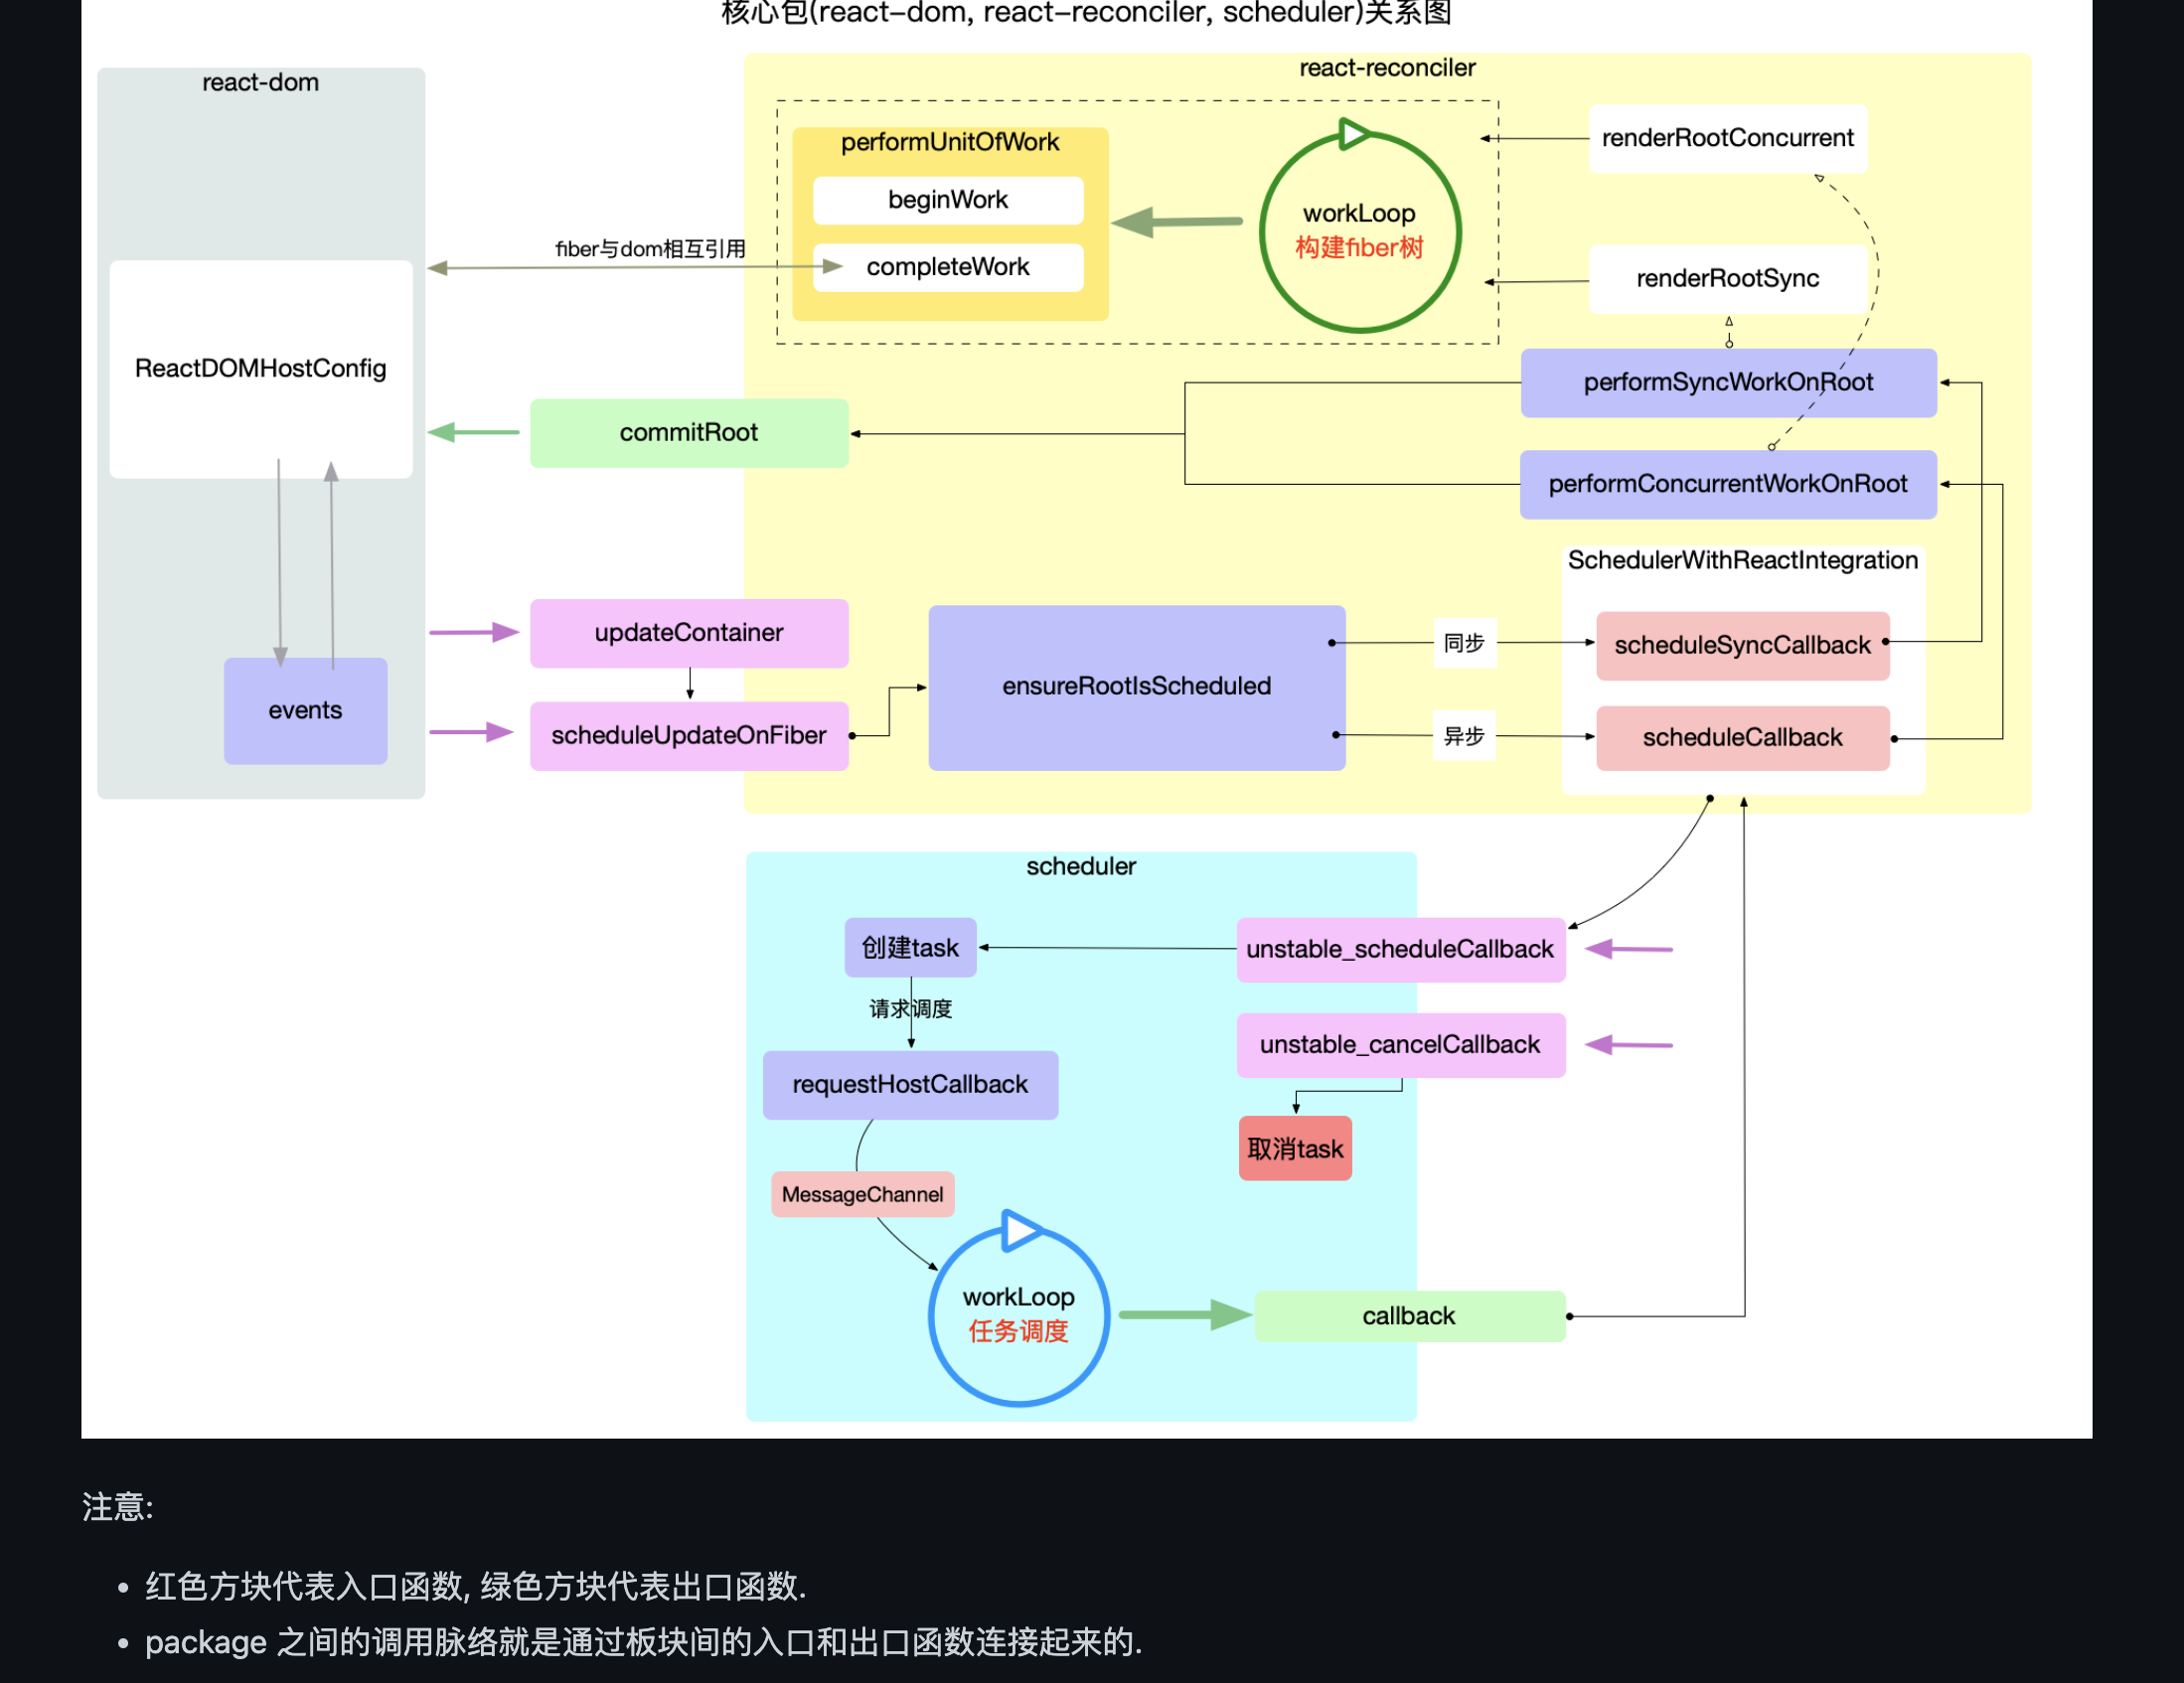 核心包(react-dom, react-reconciler, scheduler)关系图
react-dom
react-reconciler
performUnitOfWork
renderRootConcurrent
beginWork
workLoop
构建fiber树
fiber与dom相互引用
completeWork
renderRootSync
ReactDOMHostConfig
performSyncWorkOnRoot
commitRoot
performConcurrentWorkOnRoot
SchedulerWithReactIntegration
updateContainer
同步
scheduleSyncCallback
ensureRootIsScheduled
events
scheduleUpdateOnFiber
异步
scheduleCallback
scheduler
创建task
unstable_scheduleCallback
请求调度
unstable_cancelCallback
requestHostCallback
取消task
MessageChannel
workLoop
任务调度
callback
注意:
• 红色方块代表入口函数, 绿色方块代表出口函数.
• package 之间的调用脉络就是通过板块间的入口和出口函数连接起来的.